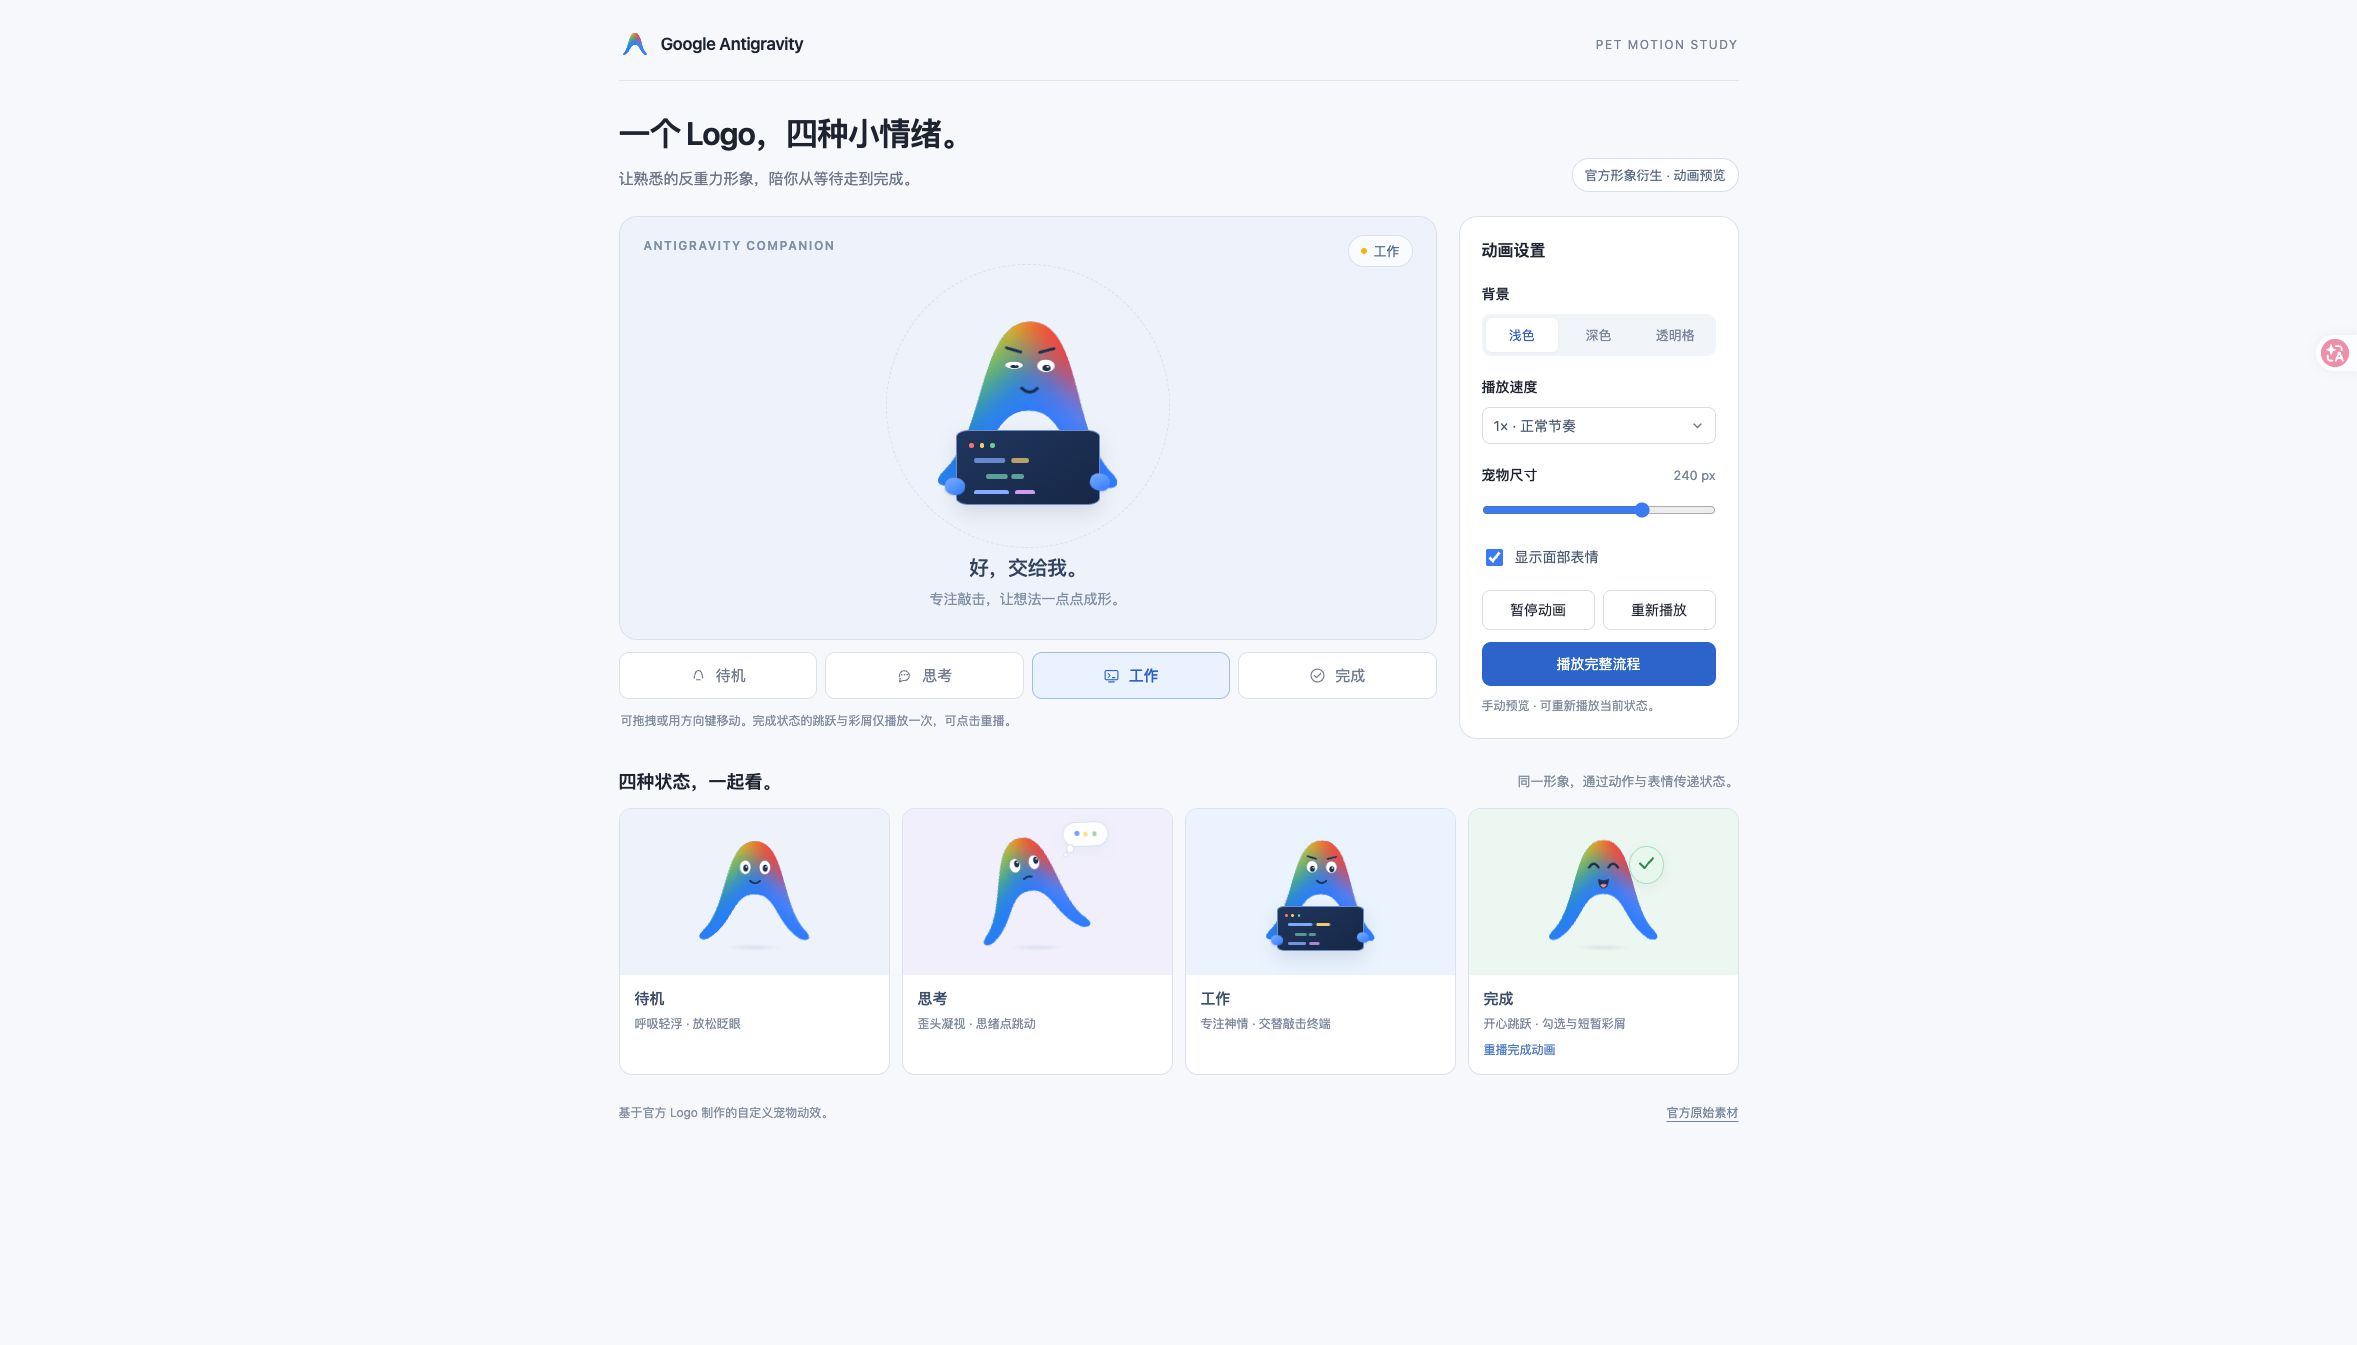 Google Antigravity
PET MOTION STUDY
一个 Logo，四种小情绪。
让熟悉的反重力形象，陪你从等待走到完成。
官方形象衍生 · 动画预览
ANTIGRAVITY COMPANION
工作
好，交给我。
专注敲击，让想法一点点成形。
待机
思考
工作
完成
可拖拽或用方向键移动。完成状态的跳跃与彩屑仅播放一次，可点击重播。
动画设置
背景
浅色
深色
透明格
播放速度
1× · 正常节奏
宠物尺寸
240 px
显示面部表情
暂停动画
重新播放
播放完整流程
手动预览 · 可重新播放当前状态。
四种状态，一起看。
同一形象，通过动作与表情传递状态。
待机
呼吸轻浮 · 放松眨眼
思考
歪头凝视 · 思绪点跳动
工作
专注神情 · 交替敲击终端
完成
开心跳跃 · 勾选与短暂彩屑
重播完成动画
基于官方 Logo 制作的自定义宠物动效。
官方原始素材